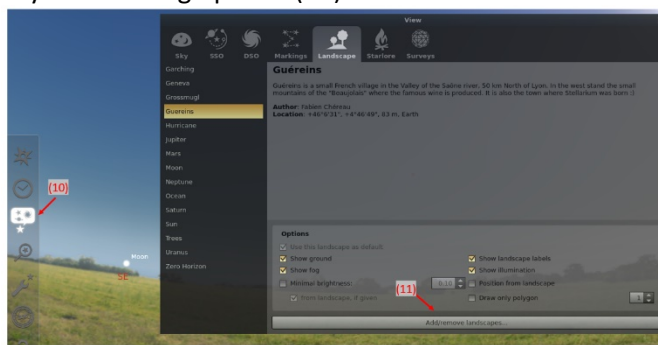 View
Sky SSO DSO Markings Landscape Starlore Surveys
Garching
Geneva
Grossmugl
Guereins
Hurricane
Jupiter
Mars
Moon
Neptune
Ocean
Saturn
Sun
Trees
Uranus
Zero Horizon
Guéreins
Guéreins is a small French village in the Valley of the Saône river, 50 km North of Lyon. In the west stand the small
mountains of the "Beaujolais" where the famous wine is produced. It is also the town where Stellarium was born :)
Author: Fabien Chéreau
Location: +46°6'31", +4°46'49", 83 m, Earth
Options
Use this landscape as default
Show ground Show landscape labels
Show fog Show illumination
Minimal brightness: 0.10 Position from landscape
from landscape, if given Draw only polygon 1
Add/remove landscapes...
(10)
(11)
Moon
SE